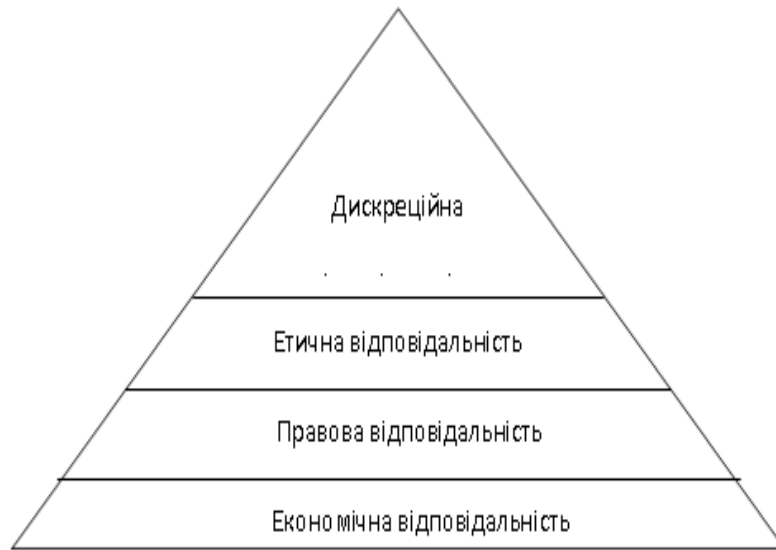 Дискреційна
Етична відповідальність
Правова відповідальність
Економічна відповідальність